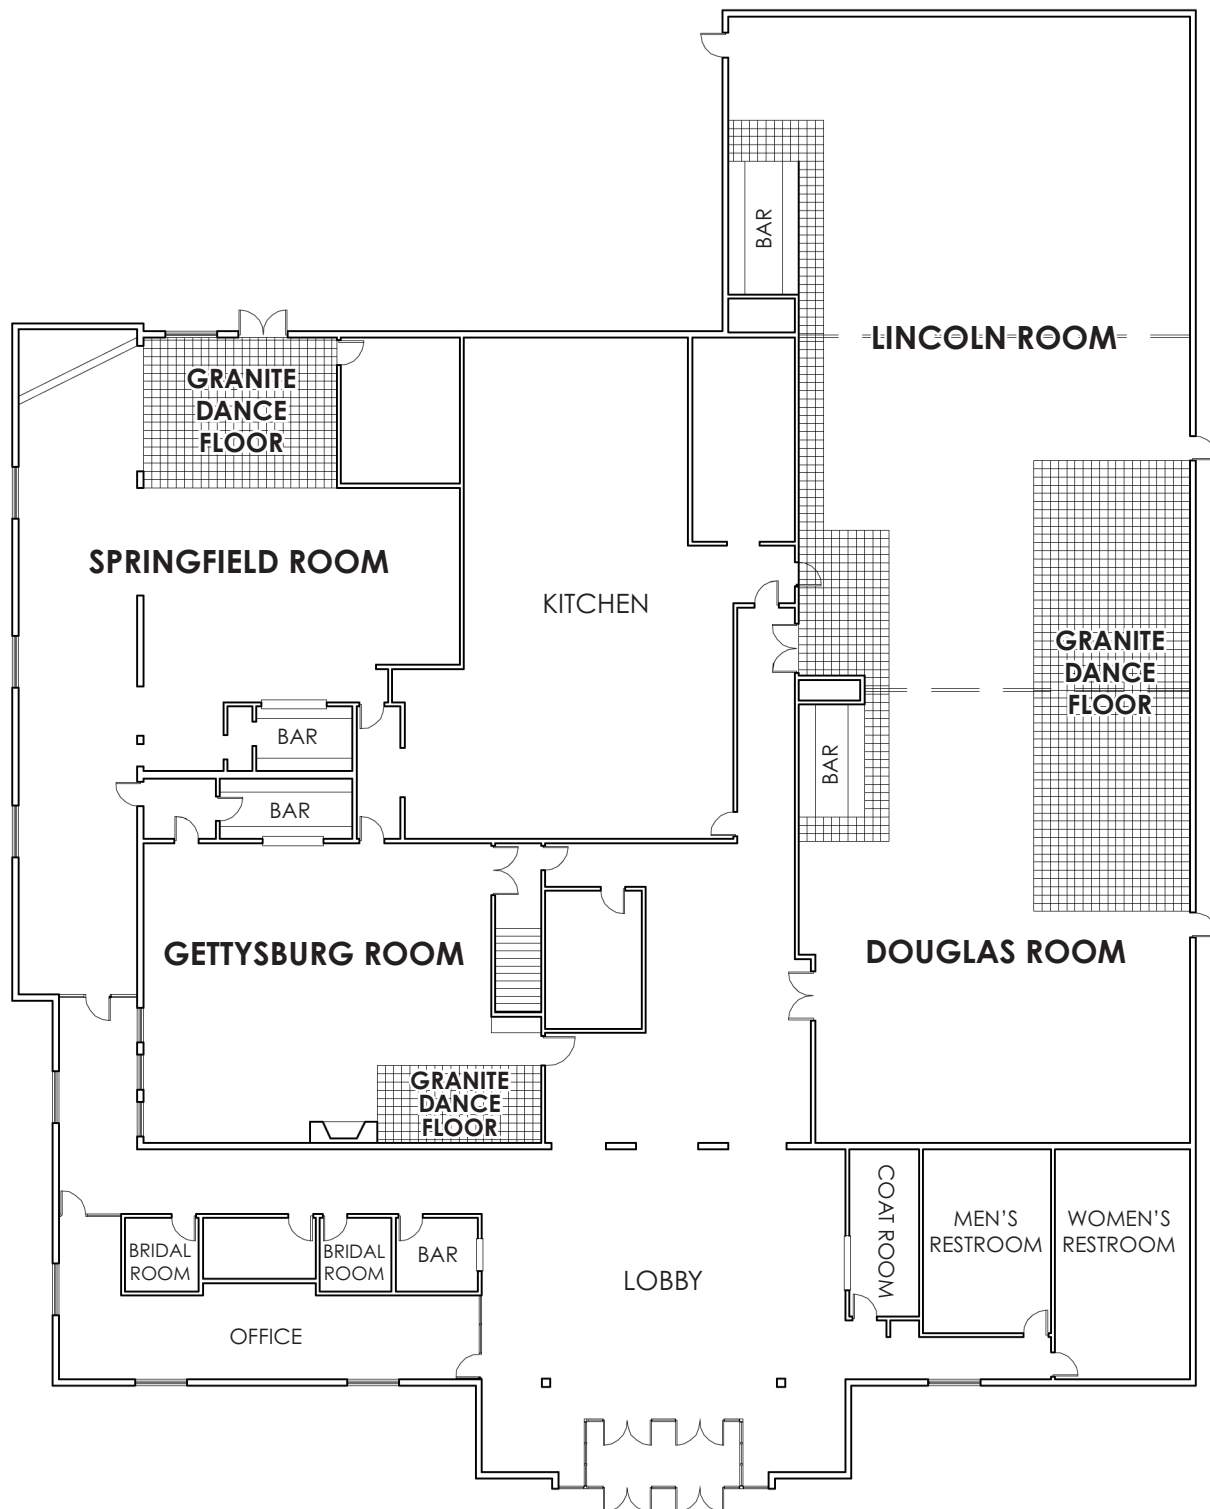 BAR
LINCOLN ROOM
GRANITE
DANCE
FLOOR
SPRINGFIELD ROOM
KITCHEN
GRANITE
DANCE
FLOOR
BAR
BAR
BAR
GETTYSBURG ROOM
DOUGLAS ROOM
GRANITE
DANCE
FLOOR
COAT ROOM
MEN'S
RESTROOM
WOMEN'S
RESTROOM
BRIDAL
ROOM
BRIDAL
ROOM
BAR
LOBBY
OFFICE